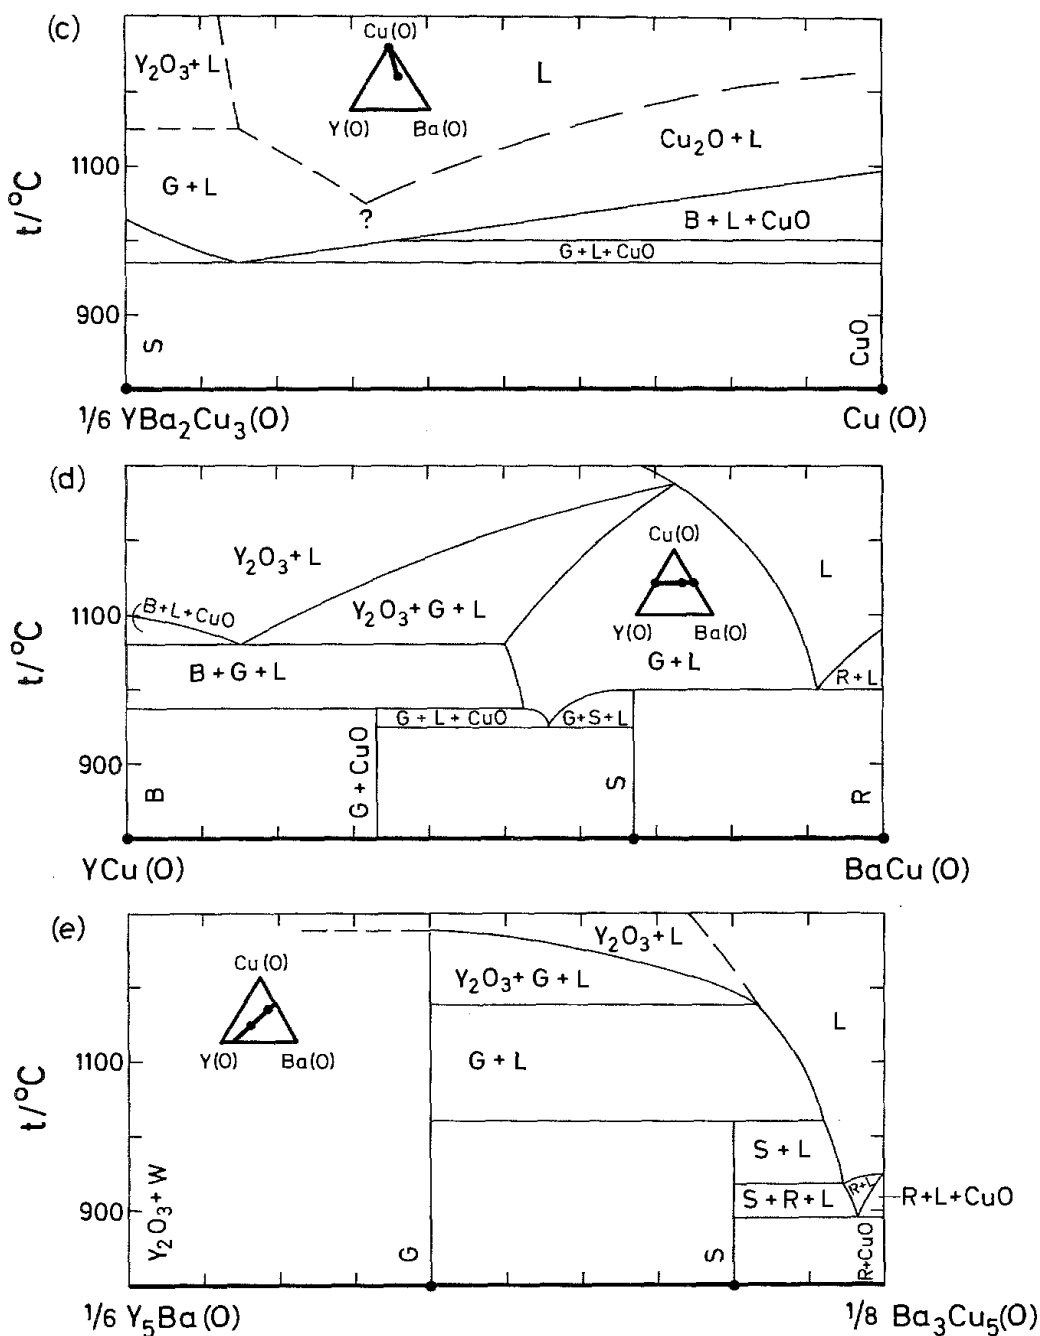 (c)
Cu(O)
Y₂O₃+L
L
Y(O) Ba(O)
Cu₂O+L
1100
G+L
?
B+L+CuO
G+L+CuO
t/°C
900
S
CuO
1/6 YBa₂Cu₃(O) Cu(O)
(d)
Cu(O)
Y₂O₃+L
L
B+L+CuO
1100
Y₂O₃+G+L
Y(O) Ba(O)
G+L
R+L
t/°C
B+G+L
G+L+CuO
G+S+L
900
B
G+CuO
S
R
YCu(O) BaCu(O)
(e)
Y₂O₃+L
Cu(O)
Y₂O₃+G+L
L
Y(O) Ba(O)
1100
G+L
t/°C
S+L
R+L
S+R+L
R+L+CuO
900
Y₂O₃+W
G
S
R+CuO
1/6 Y₅Ba(O) 1/8 Ba₃Cu₅(O)